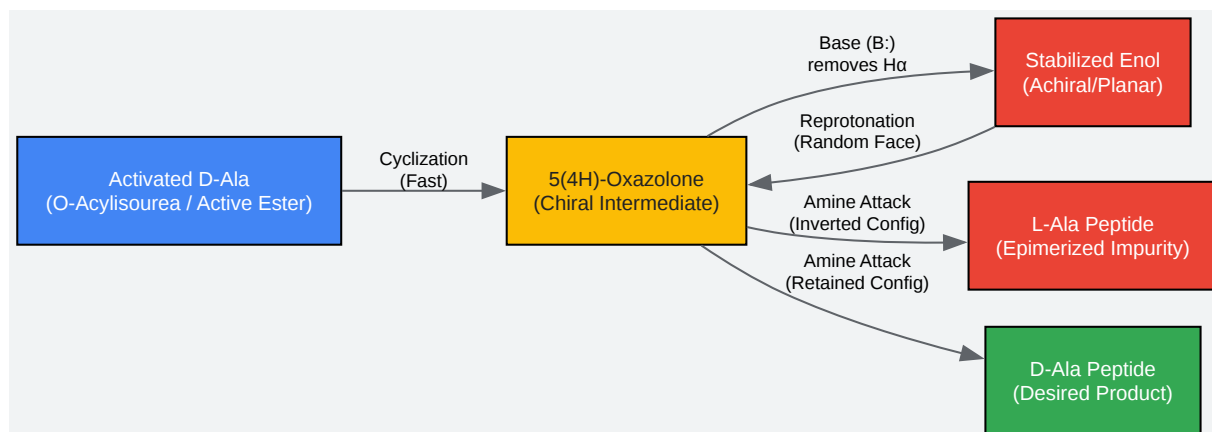 Activated D-Ala
(O-Acylisourea / Active Ester)
Cyclization
(Fast)
5(4H)-Oxazolone
(Chiral Intermediate)
Base (B:)
removes Hα
Reprotonation
(Random Face)
Stabilized Enol
(Achiral/Planar)
Amine Attack
(Inverted Config)
L-Ala Peptide
(Epimerized Impurity)
Amine Attack
(Retained Config)
D-Ala Peptide
(Desired Product)